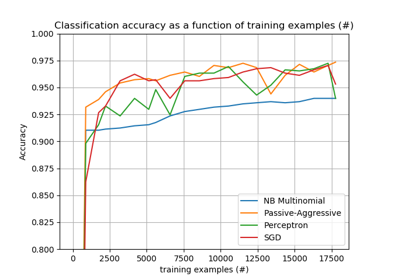 Classification accuracy as a function of training examples (#)
1.000
0.975
0.950
0.925
0.900
0.875
0.850
0.825
0.800
Accuracy
NB Multinomial
Passive-Aggressive
Perceptron
SGD
0 2500 5000 7500 10000 12500 15000 17500
training examples (#)